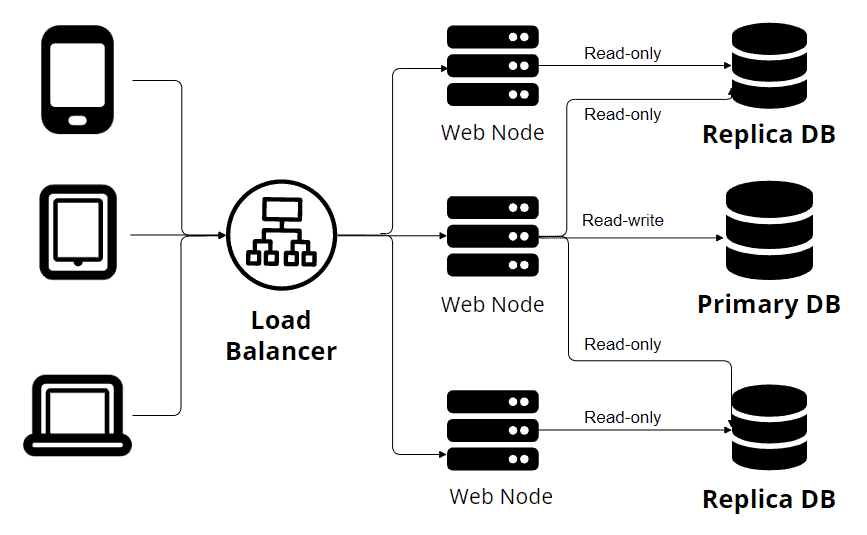 Read-only
Web Node
Read-only
Replica DB
Read-write
Load
Balancer
Web Node
Primary DB
Read-only
Read-only
Web Node
Replica DB